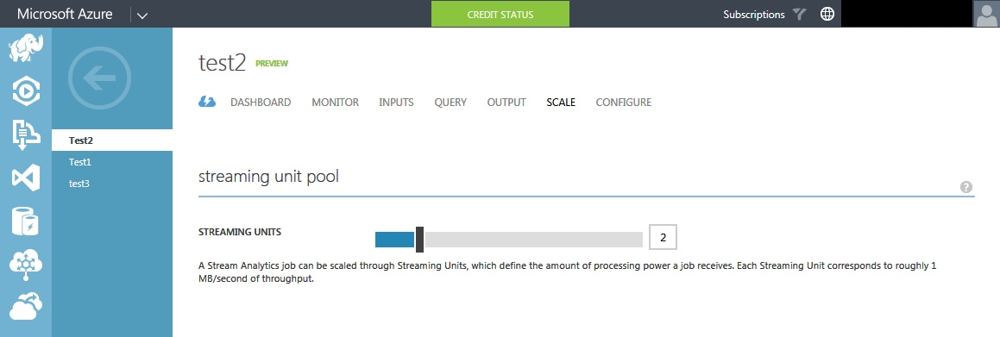 Microsoft Azure
CREDIT STATUS
Subscriptions
test2 PREVIEW
DASHBOARD MONITOR INPUTS QUERY OUTPUT SCALE CONFIGURE
Test2
Test1
test3
streaming unit pool
?
STREAMING UNITS
2
A Stream Analytics job can be scaled through Streaming Units, which define the amount of processing power a job receives. Each Streaming Unit corresponds to roughly 1
MB/second of throughput.